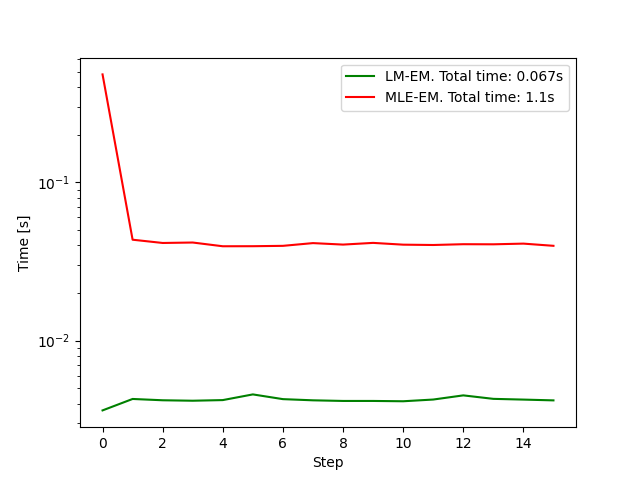 LM-EM. Total time: 0.067s
MLE-EM. Total time: 1.1s
Time [s]
10⁻¹
10⁻²
0 2 4 6 8 10 12 14
Step